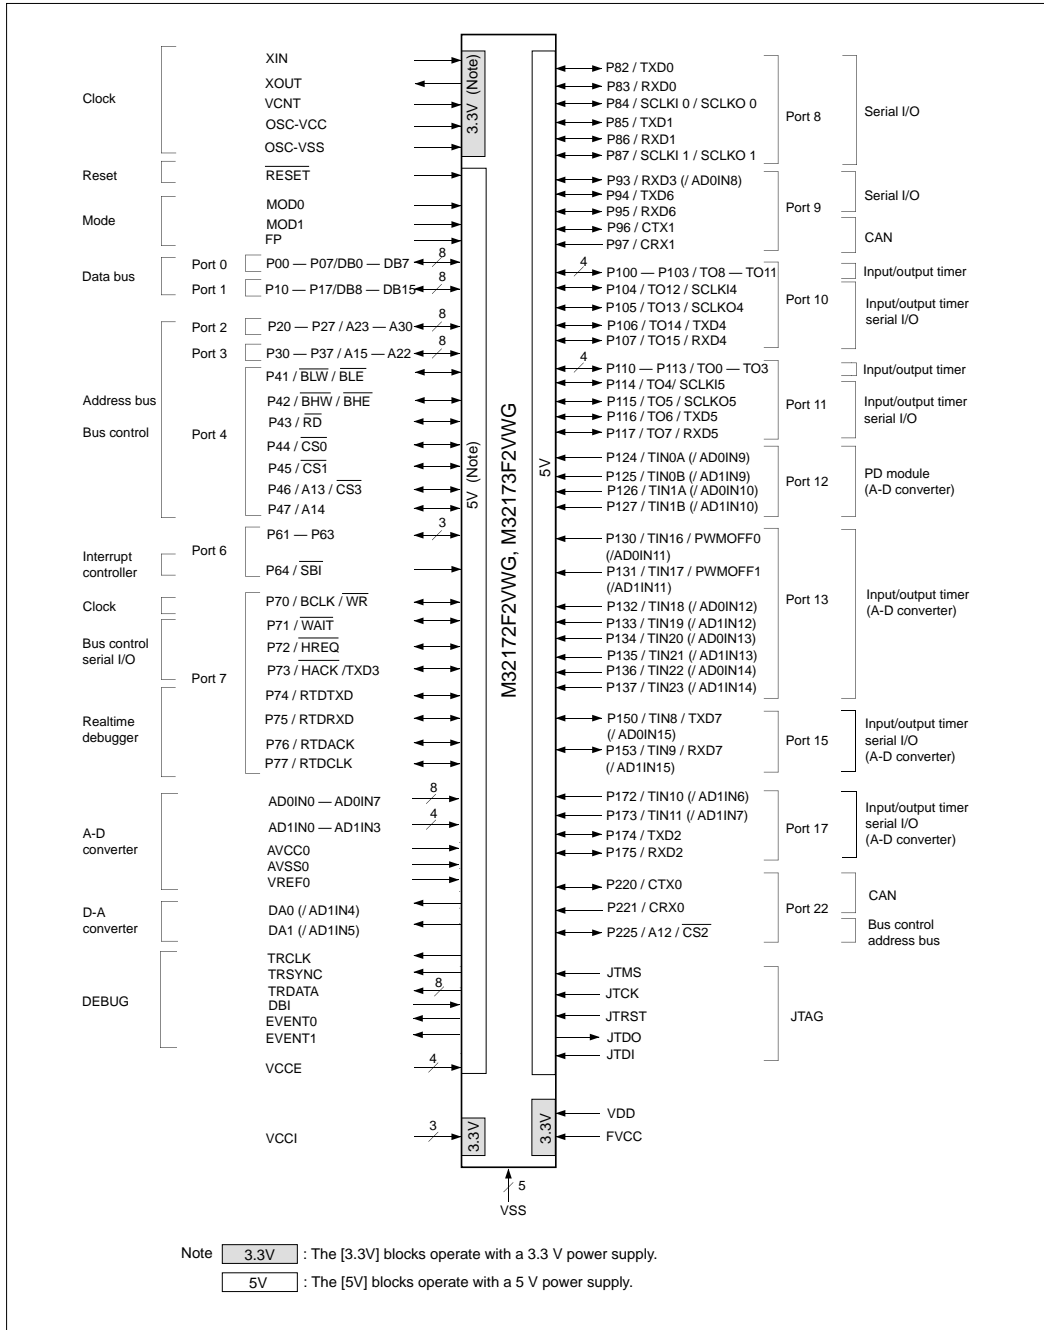 Clock
XIN
XOUT
VCNT
OSC-VCC
OSC-VSS
Reset
RESET
Mode
MOD0
MOD1
FP
Data bus
Port 0
P00 — P07/DB0 — DB7
8
Port 1
P10 — P17/DB8 — DB15
8
Port 2
P20 — P27 / A23 — A30
8
Port 3
P30 — P37 / A15 — A22
8
Address bus
Bus control
Port 4
P41 / BLW / BLE
P42 / BHW / BHE
P43 / RD
P44 / CS0
P45 / CS1
P46 / A13 / CS3
P47 / A14
Port 6
P61 — P63
3
Interrupt
controller
P64 / SBI
Clock
P70 / BCLK / WR
Bus control
serial I/O
Port 7
P71 / WAIT
P72 / HREQ
P73 / HACK /TXD3
Realtime
debugger
P74 / RTDTXD
P75 / RTDRXD
P76 / RTDACK
P77 / RTDCLK
A-D
converter
AD0IN0 — AD0IN7
8
AD1IN0 — AD1IN3
4
AVCC0
AVSS0
VREF0
D-A
converter
DA0 (/ AD1IN4)
DA1 (/ AD1IN5)
DEBUG
TRCLK
TRSYNC
TRDATA
8
DBI
EVENT0
EVENT1
VCCE
4
VCCI
3
3.3V (Note)
5V (Note)
3.3V
M32172F2VWG, M32173F2VWG
5V
3.3V
P82 / TXD0
P83 / RXD0
P84 / SCLKI 0 / SCLKO 0
P85 / TXD1
P86 / RXD1
P87 / SCLKI 1 / SCLKO 1
Port 8
Serial I/O
P93 / RXD3 (/ AD0IN8)
P94 / TXD6
P95 / RXD6
P96 / CTX1
P97 / CRX1
Port 9
Serial I/O
CAN
4
P100 — P103 / TO8 — TO11
P104 / TO12 / SCLKI4
P105 / TO13 / SCLKO4
P106 / TO14 / TXD4
P107 / TO15 / RXD4
Port 10
Input/output timer
Input/output timer
serial I/O
4
P110 — P113 / TO0 — TO3
P114 / TO4/ SCLKI5
P115 / TO5 / SCLKO5
P116 / TO6 / TXD5
P117 / TO7 / RXD5
Port 11
Input/output timer
Input/output timer
serial I/O
P124 / TIN0A (/ AD0IN9)
P125 / TIN0B (/ AD1IN9)
P126 / TIN1A (/ AD0IN10)
P127 / TIN1B (/ AD1IN10)
Port 12
PD module
(A-D converter)
P130 / TIN16 / PWMOFF0
(/AD0IN11)
P131 / TIN17 / PWMOFF1
(/AD1IN11)
P132 / TIN18 (/ AD0IN12)
P133 / TIN19 (/ AD1IN12)
P134 / TIN20 (/ AD0IN13)
P135 / TIN21 (/ AD1IN13)
P136 / TIN22 (/ AD0IN14)
P137 / TIN23 (/ AD1IN14)
Port 13
Input/output timer
(A-D converter)
P150 / TIN8 / TXD7
(/ AD0IN15)
P153 / TIN9 / RXD7
(/ AD1IN15)
Port 15
Input/output timer
serial I/O
(A-D converter)
P172 / TIN10 (/ AD1IN6)
P173 / TIN11 (/ AD1IN7)
P174 / TXD2
P175 / RXD2
Port 17
Input/output timer
serial I/O
(A-D converter)
P220 / CTX0
P221 / CRX0
P225 / A12 / CS2
Port 22
CAN
Bus control
address bus
JTMS
JTCK
JTRST
JTDO
JTDI
JTAG
VDD
FVCC
5
VSS
Note 3.3V : The [3.3V] blocks operate with a 3.3 V power supply.
5V : The [5V] blocks operate with a 5 V power supply.